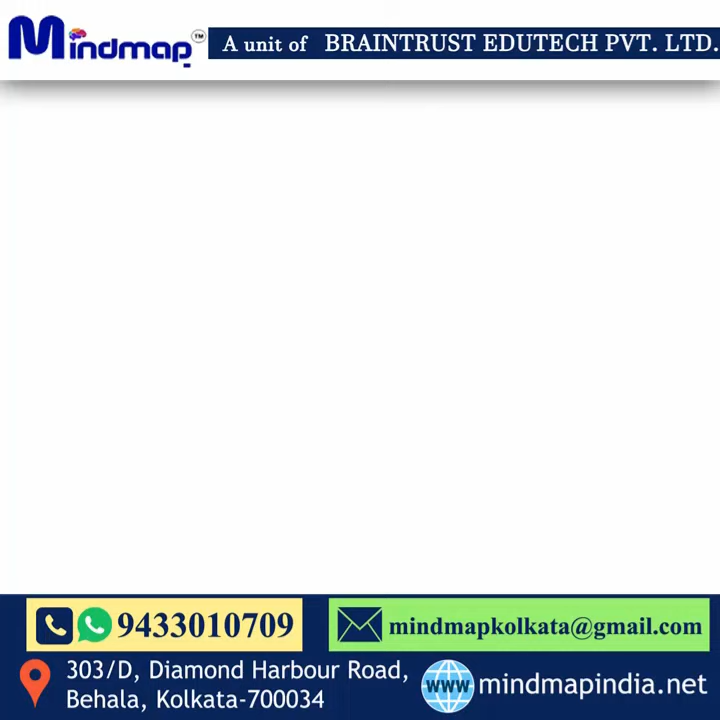 Mindmap TM
A unit of BRAINTRUST EDUTECH PVT. LTD.
9433010709
mindmapkolkata@gmail.com
303/D, Diamond Harbour Road,
Behala, Kolkata-700034
www mindmapindia.net